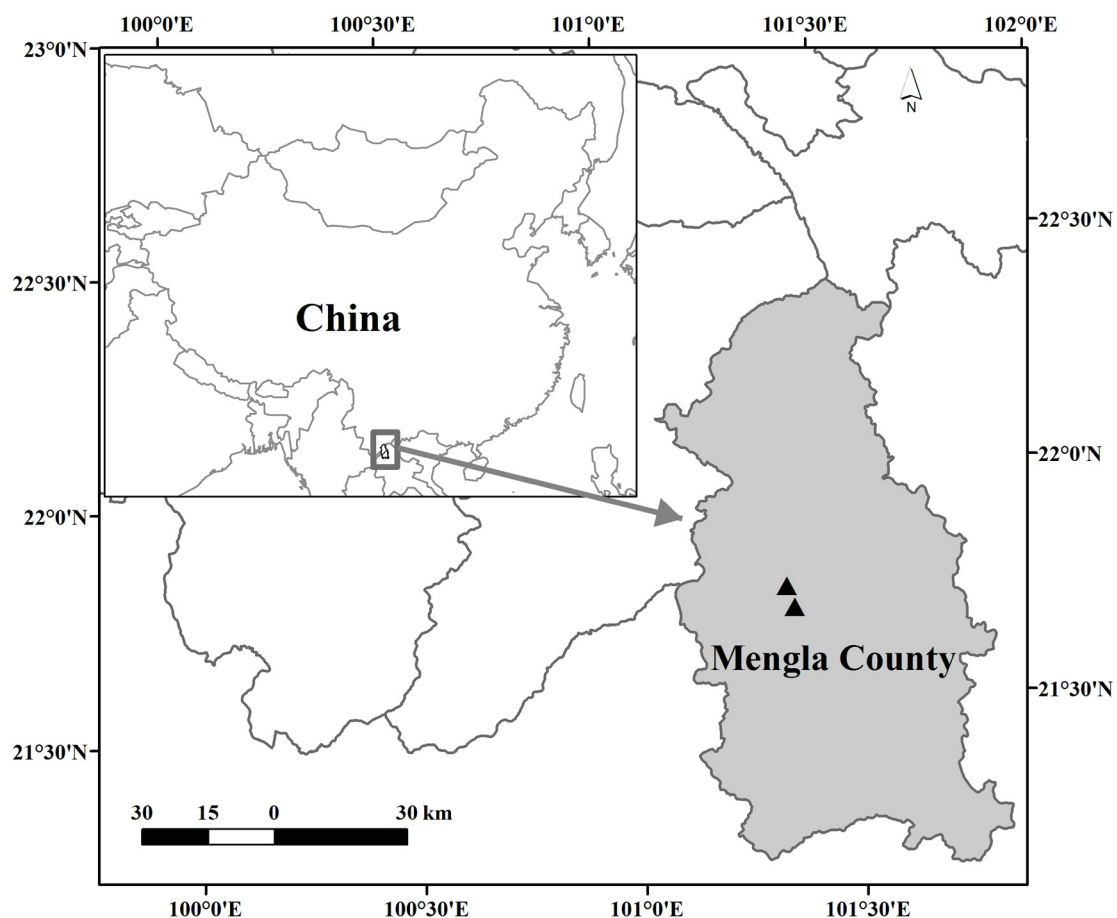 100°0'E 100°30'E 101°0'E 101°30'E 102°0'E
23°0'N
N
22°30'N
22°30'N
China
22°0'N
22°0'N
Mengla County
21°30'N
21°30'N
30 15 0 30 km
100°0'E 100°30'E 101°0'E 101°30'E